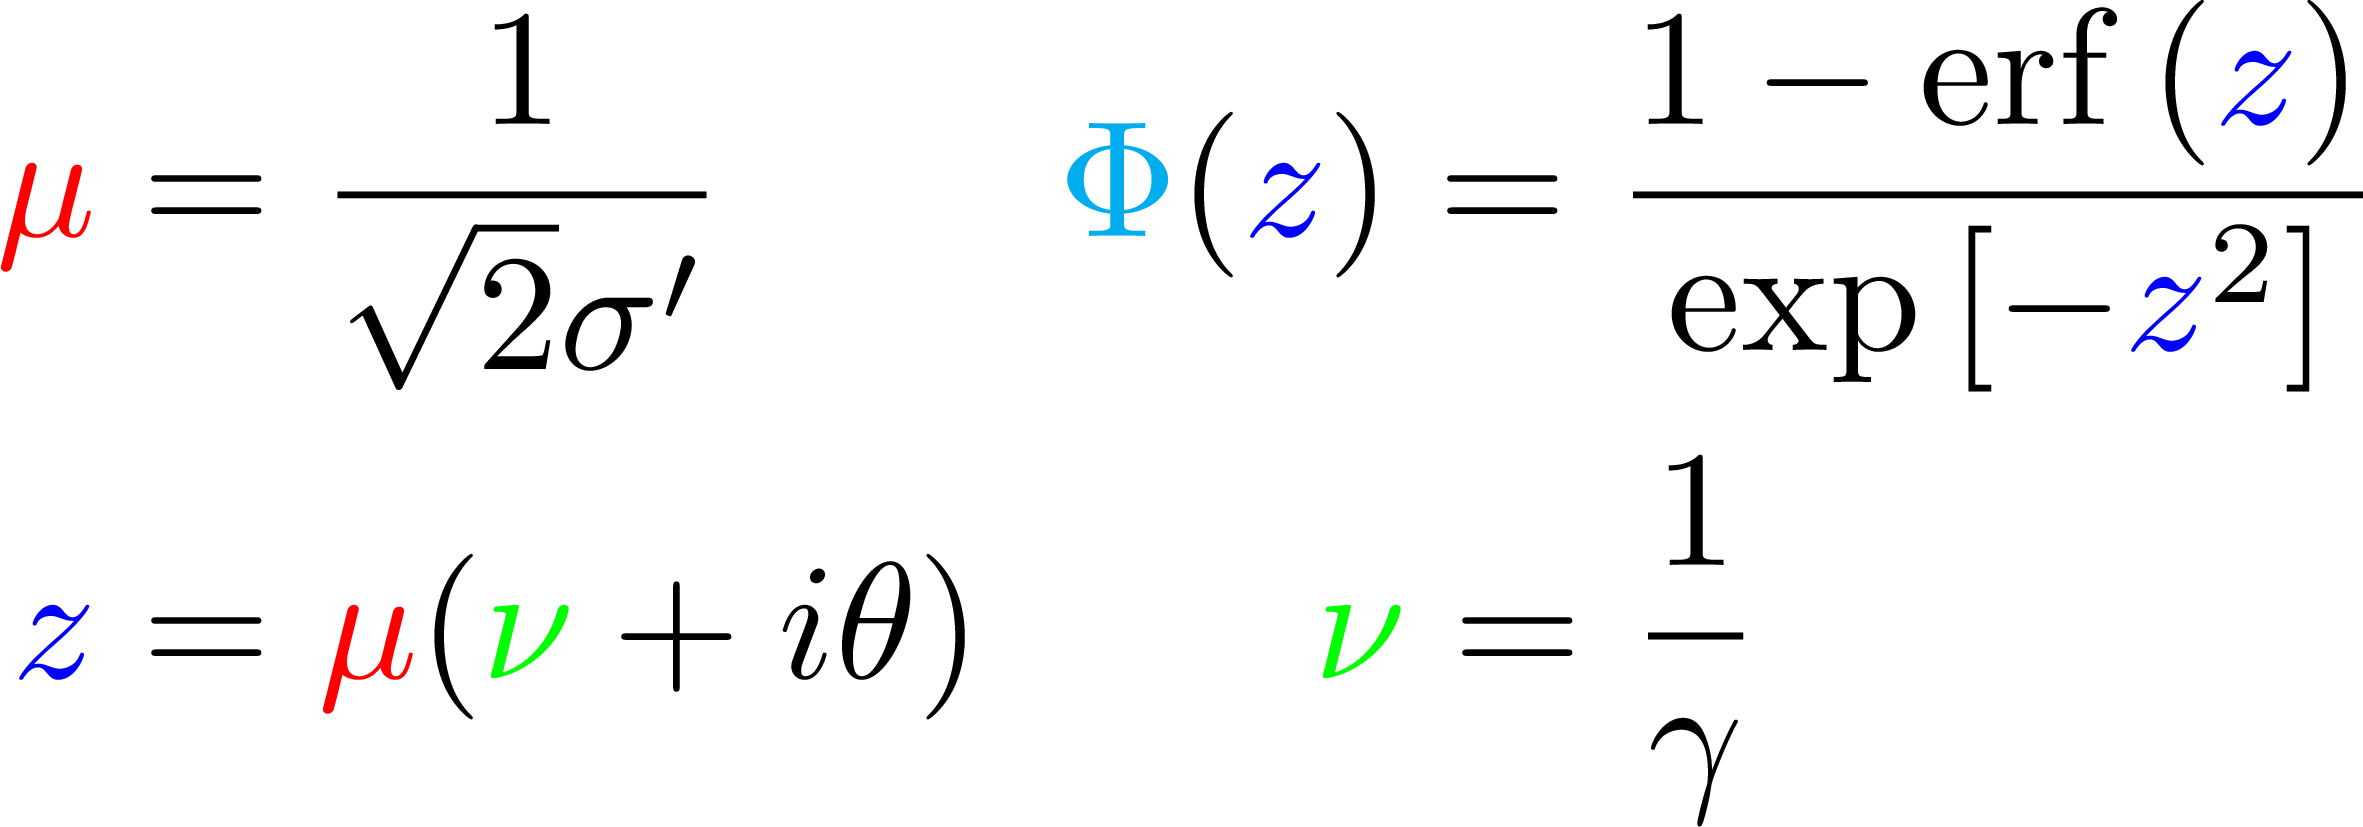 μ = 1/(√2σ′)    Φ(z) = (1 − erf (z))/(exp [−z²])
z = μ(ν + iθ)    ν = 1/γ